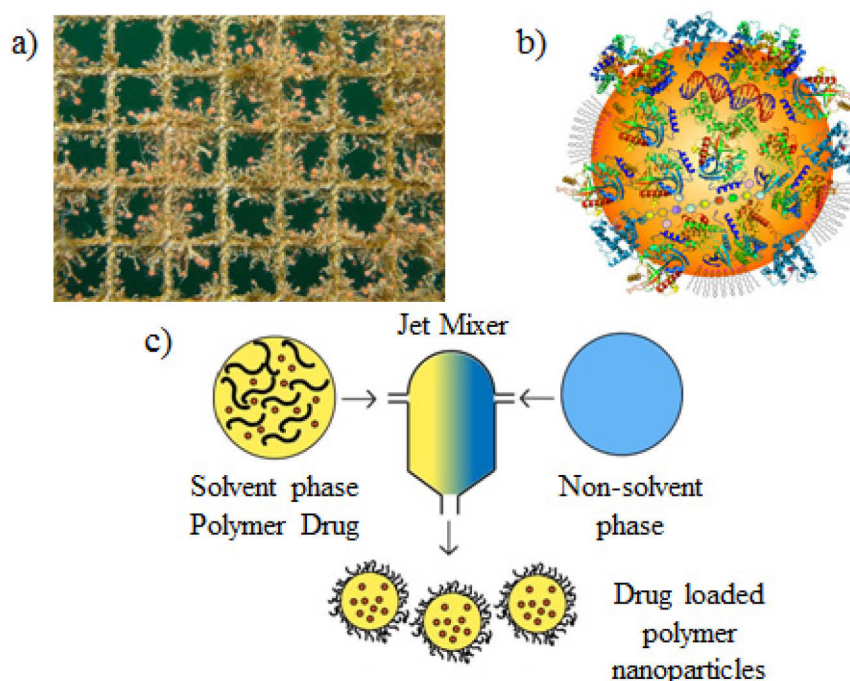 a)
b)
c)
Jet Mixer
Solvent phase
Polymer Drug
Non-solvent
phase
Drug loaded
polymer
nanoparticles